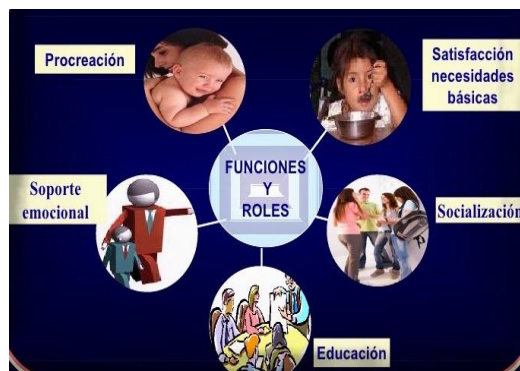 Procreación
Satisfacción
necesidades
básicas
FUNCIONES
Y
ROLES
Soporte
emocional
Socialización
Educación